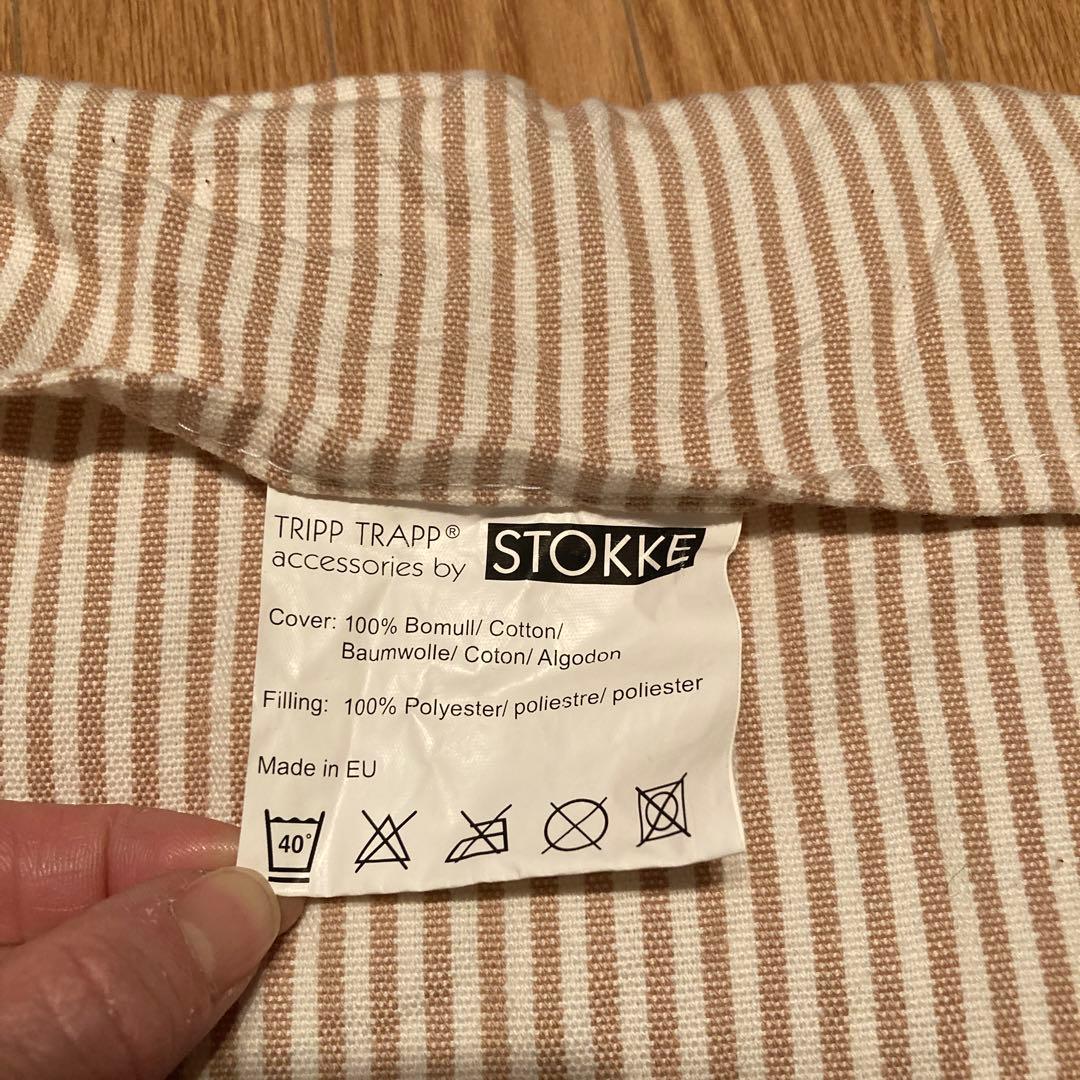 TRIPP TRAPP®
accessories by STOKKE
Cover: 100% Bomull/ Cotton/
Baumwolle/ Coton/ Algodon
Filling: 100% Polyester/ poliestre/ poliester
Made in EU
40°